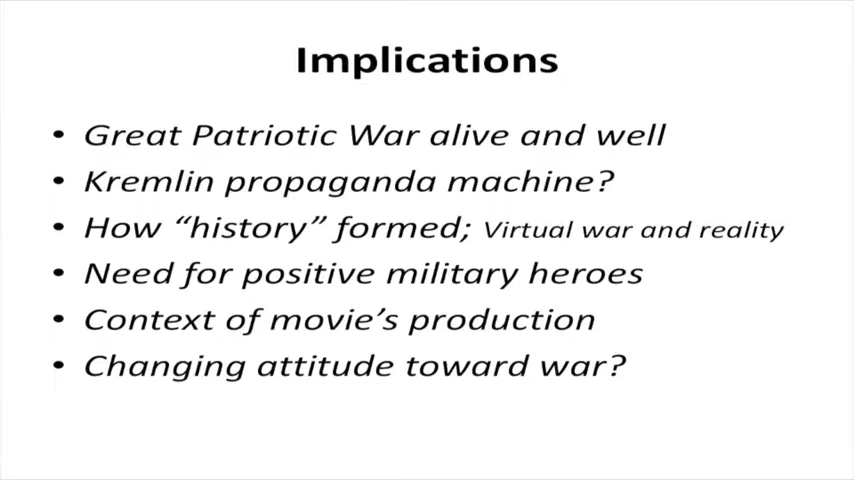 Implications
• Great Patriotic War alive and well
• Kremlin propaganda machine?
• How “history” formed; Virtual war and reality
• Need for positive military heroes
• Context of movie’s production
• Changing attitude toward war?